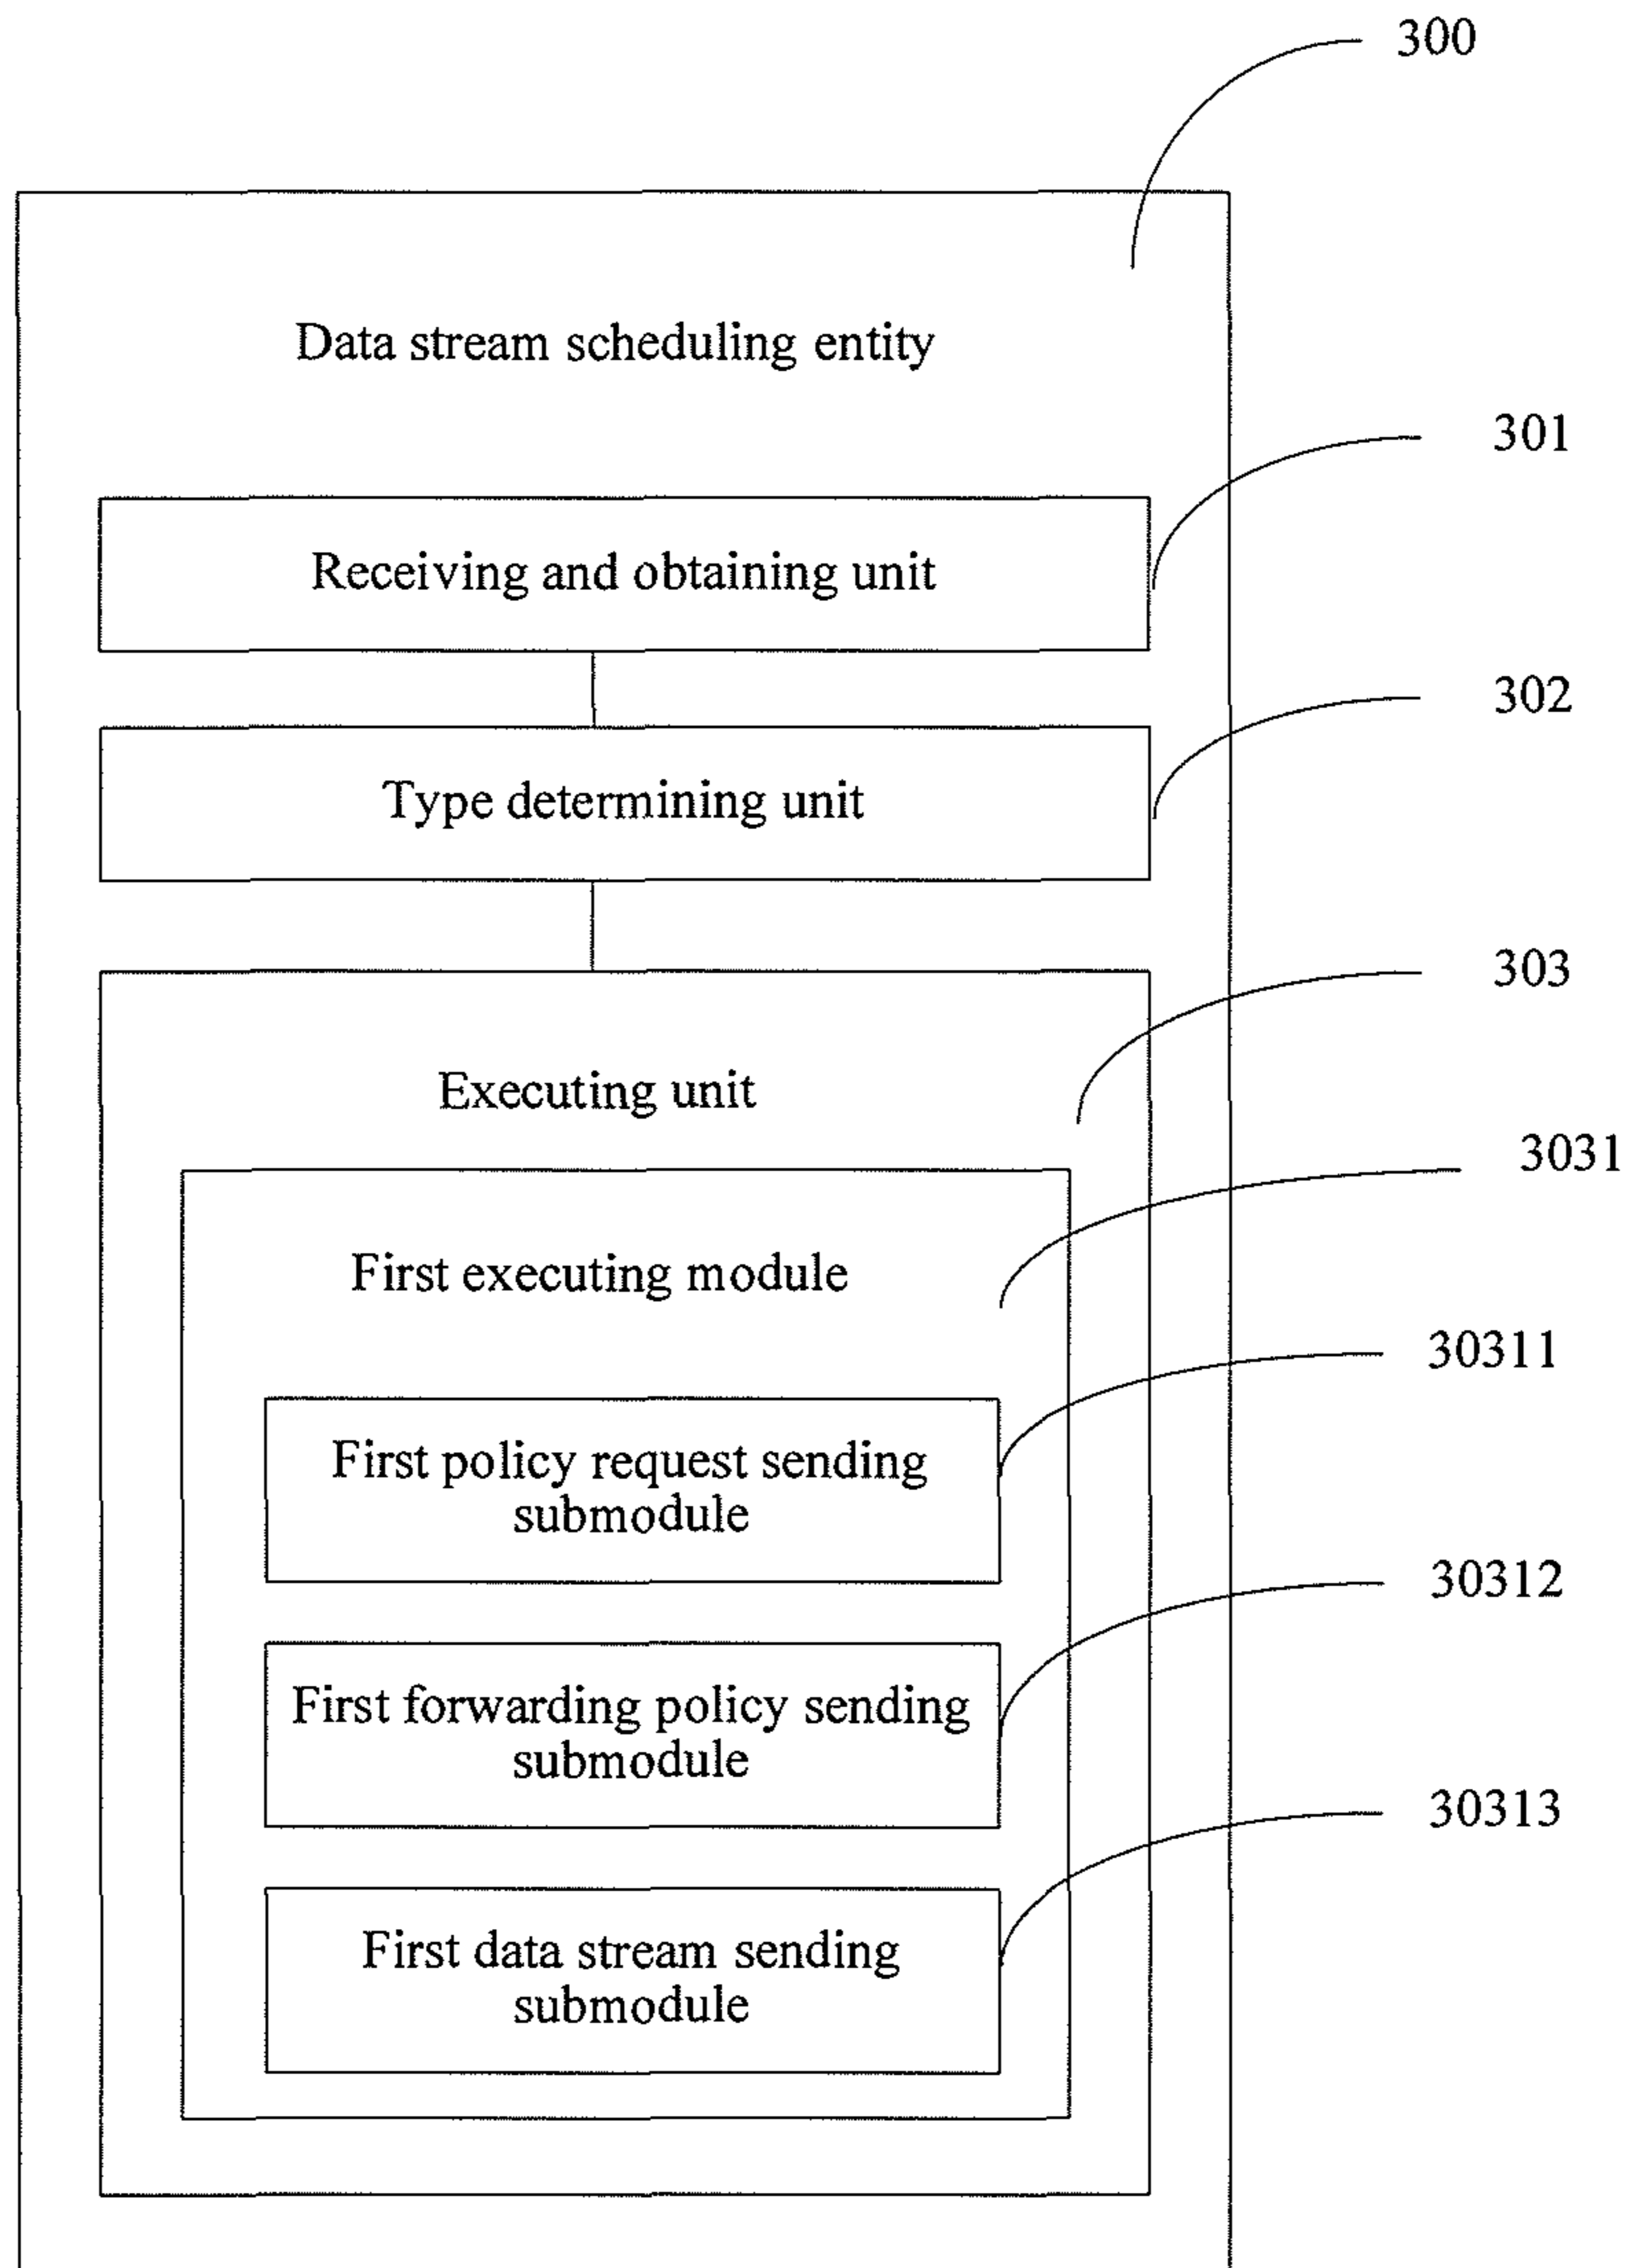 300
Data stream scheduling entity
301
Receiving and obtaining unit
302
Type determining unit
303
Executing unit
3031
First executing module
30311
First policy request sending
submodule
30312
First forwarding policy sending
submodule
30313
First data stream sending
submodule